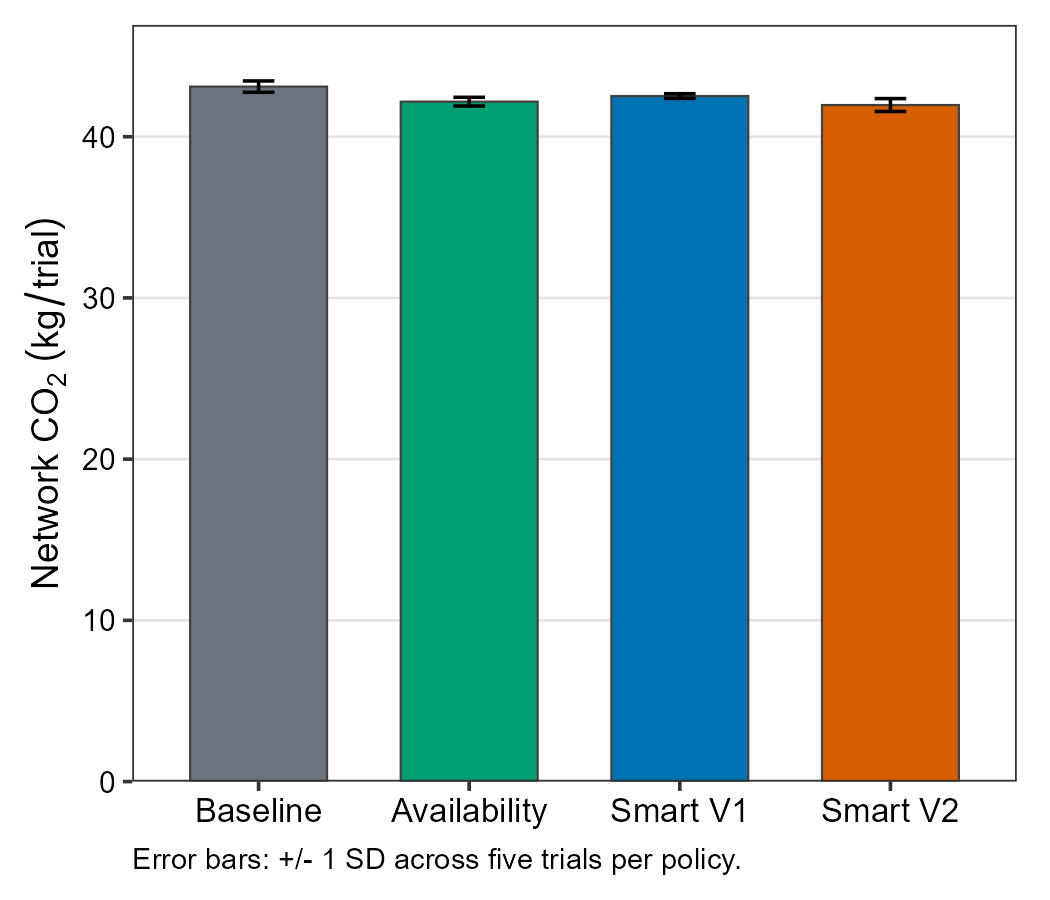 Network CO₂ (kg/trial)
40
30
20
10
0
Baseline Availability Smart V1 Smart V2
Error bars: +/- 1 SD across five trials per policy.